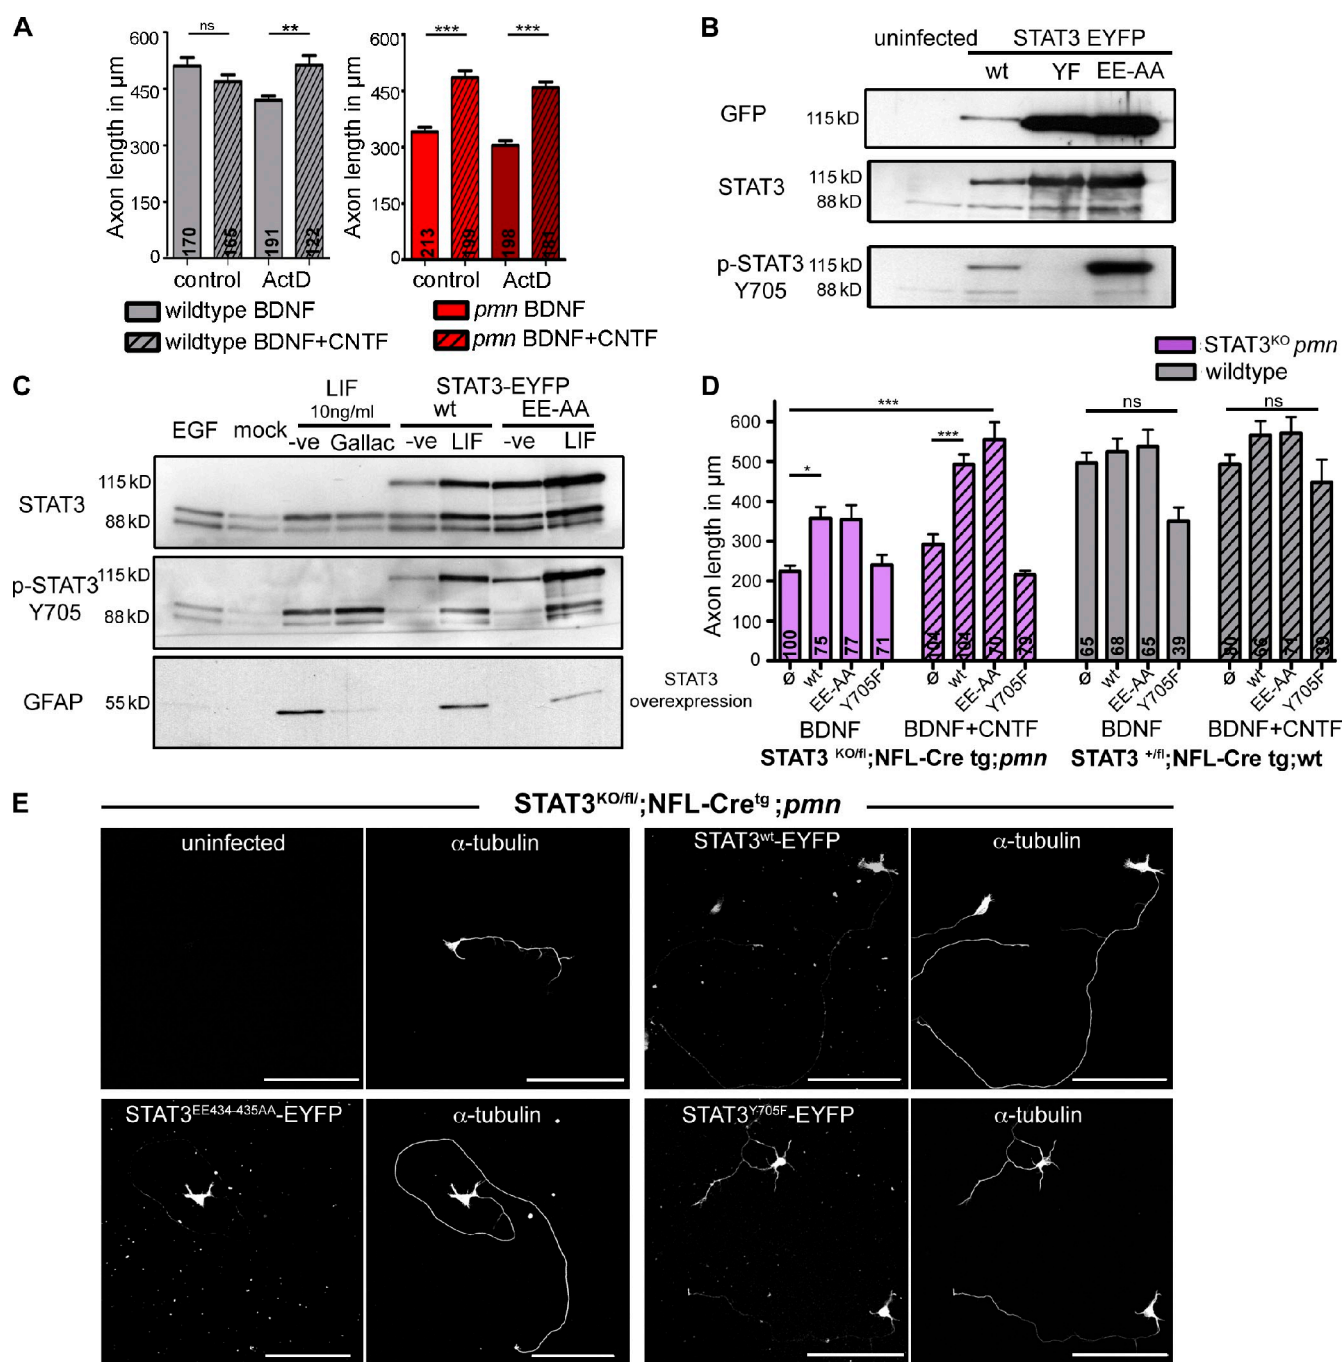 A
Axon length in µm
600
450
300
150
0
ns
**
170
165
191
122
control
ActD
wildtype BDNF
wildtype BDNF+CNTF
Axon length in µm
600
450
300
150
0
***
***
213
199
198
181
control
ActD
pmn BDNF
pmn BDNF+CNTF
B
uninfected
STAT3 EYFP
wt
YF
EE-AA
GFP
115 kD
STAT3
115 kD
88 kD
p-STAT3
Y705
115 kD
88 kD
C
LIF
10ng/ml
STAT3-EYFP
EGF
mock
wt
EE-AA
-ve
Gallac
-ve
LIF
-ve
LIF
STAT3
115 kD
88 kD
p-STAT3
Y705
115 kD
88 kD
GFAP
55 kD
D
STAT3KO pmn
wildtype
Axon length in µm
600
500
400
300
200
100
0
***
*
***
ns
ns
100
75
77
71
104
104
70
79
65
68
65
39
80
66
71
39
STAT3
overexpression
Ø
wt
EE-AA
Y705F
Ø
wt
EE-AA
Y705F
Ø
wt
EE-AA
Y705F
Ø
wt
EE-AA
Y705F
BDNF
BDNF+CNTF
BDNF
BDNF+CNTF
STAT3 KO/fl;NFL-Cre tg;pmn
STAT3 +/fl;NFL-Cre tg;wt
E
STAT3KO/fl/;NFL-Cretg;pmn
uninfected
α-tubulin
STAT3wt-EYFP
α-tubulin
STAT3EE434-435AA-EYFP
α-tubulin
STAT3Y705F-EYFP
α-tubulin